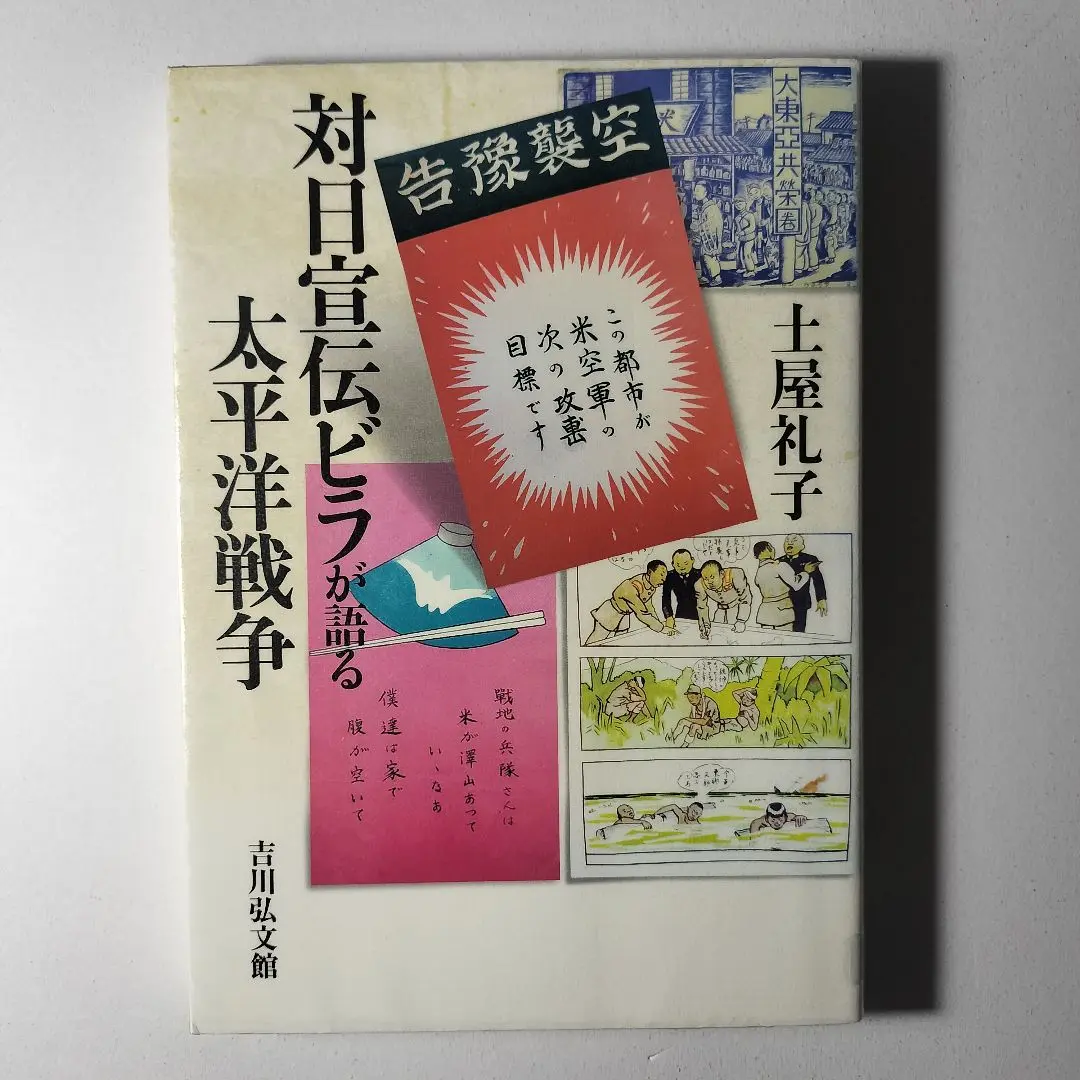 対日宣伝ビラが語る
太平洋戦争
土屋礼子
吉川弘文館
空襲豫告
この都市が
米空軍の
次の攻撃
目標です
大東亞共榮圏
戰地の兵隊さんは
米が澤山あって
いゝなあ
僕達は家で
腹が空いて